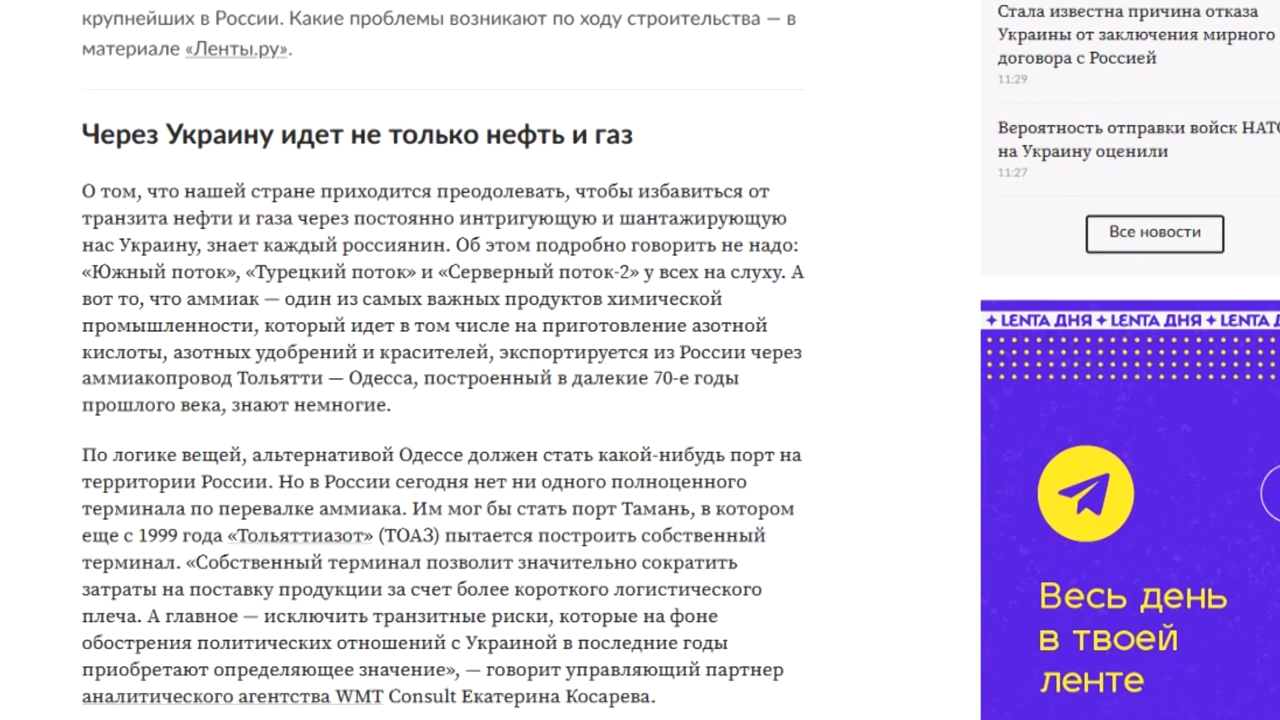 крупнейших в России. Какие проблемы возникают по ходу строительства — в
материале «Ленты.ру».
Через Украину идет не только нефть и газ
О том, что нашей стране приходится преодолевать, чтобы избавиться от
транзита нефти и газа через постоянно интригующую и шантажирующую
нас Украину, знает каждый россиянин. Об этом подробно говорить не надо:
«Южный поток», «Турецкий поток» и «Серверный поток-2» у всех на слуху. А
вот то, что аммиак — один из самых важных продуктов химической
промышленности, который идет в том числе на приготовление азотной
кислоты, азотных удобрений и красителей, экспортируется из России через
аммиакопровод Тольятти — Одесса, построенный в далекие 70-е годы
прошлого века, знают немногие.
По логике вещей, альтернативой Одессе должен стать какой-нибудь порт на
территории России. Но в России сегодня нет ни одного полноценного
терминала по перевалке аммиака. Им мог бы стать порт Тамань, в котором
еще с 1999 года «Тольяттиазот» (ТОАЗ) пытается построить собственный
терминал. «Собственный терминал позволит значительно сократить
затраты на поставку продукции за счет более короткого логистического
плеча. А главное — исключить транзитные риски, которые на фоне
обострения политических отношений с Украиной в последние годы
приобретают определяющее значение», — говорит управляющий партнер
аналитического агентства WMT Consult Екатерина Косарева.
Стала известна причина отказа
Украины от заключения мирного
договора с Россией
11:29
Вероятность отправки войск НАТО
на Украину оценили
11:27
Все новости
LENTA ДНЯ LENTA ДНЯ LENTA
Весь день
в твоей
ленте